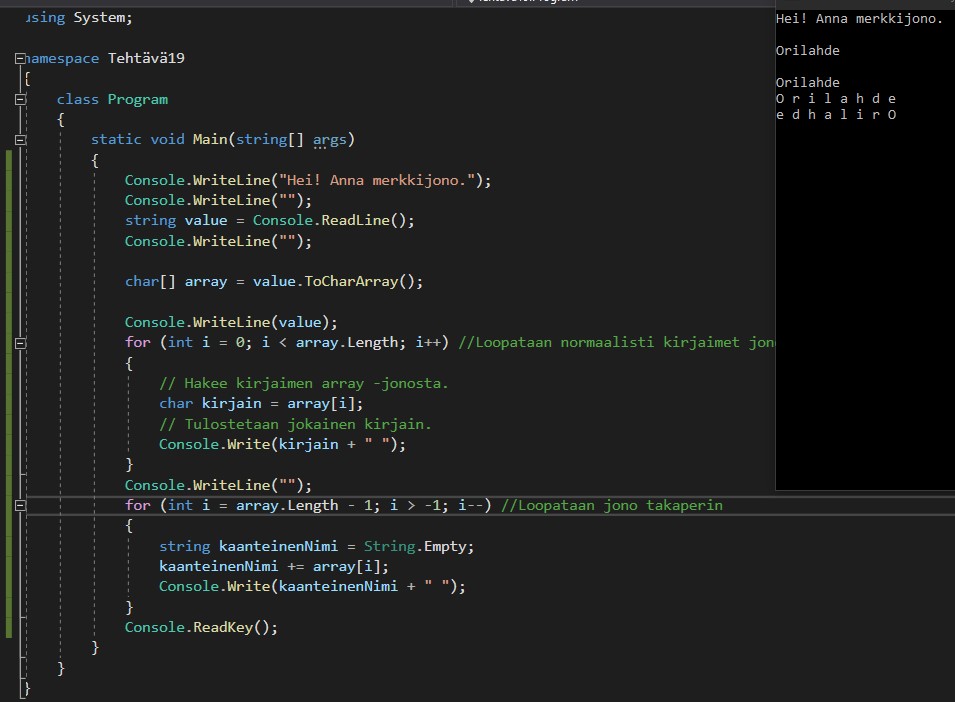 using System;
namespace Tehtävä19
{
class Program
{
static void Main(string[] args)
{
Console.WriteLine("Hei! Anna merkkijono.");
Console.WriteLine("");
string value = Console.ReadLine();
Console.WriteLine("");
char[] array = value.ToCharArray();
Console.WriteLine(value);
for (int i = 0; i < array.Length; i++) //Loopataan normaalisti kirjaimet
{
// Hakee kirjaimen array -jonosta.
char kirjain = array[i];
// Tulostetaan jokainen kirjain.
Console.Write(kirjain + " ");
}
Console.WriteLine("");
for (int i = array.Length - 1; i > -1; i--) //Loopataan jono takaperin
{
string kaanteinenNimi = String.Empty;
kaanteinenNimi += array[i];
Console.Write(kaanteinenNimi + " ");
}
Console.ReadKey();
}
}
}
Hei! Anna merkkijono.
Orilahde
Orilahde
O r i l a h d e
e d h a l i r O